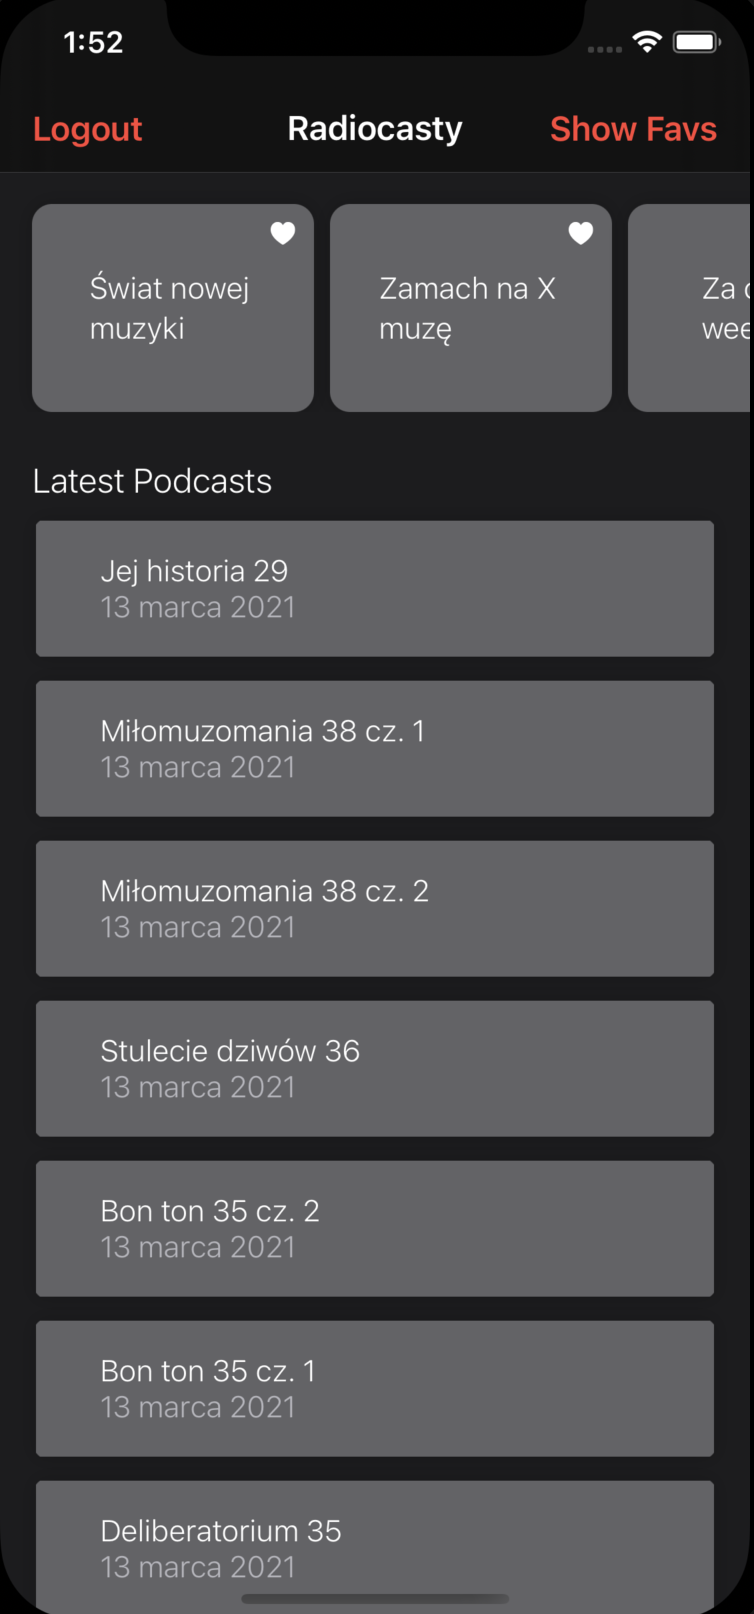 1:52
Logout Radiocasty Show Favs
Świat nowej
muzyki
Zamach na X
muzę
Za
Latest Podcasts
Jej historia 29
13 marca 2021
Miłomuzomania 38 cz. 1
13 marca 2021
Miłomuzomania 38 cz. 2
13 marca 2021
Stulecie dziwów 36
13 marca 2021
Bon ton 35 cz. 2
13 marca 2021
Bon ton 35 cz. 1
13 marca 2021
Deliberatorium 35
13 marca 2021